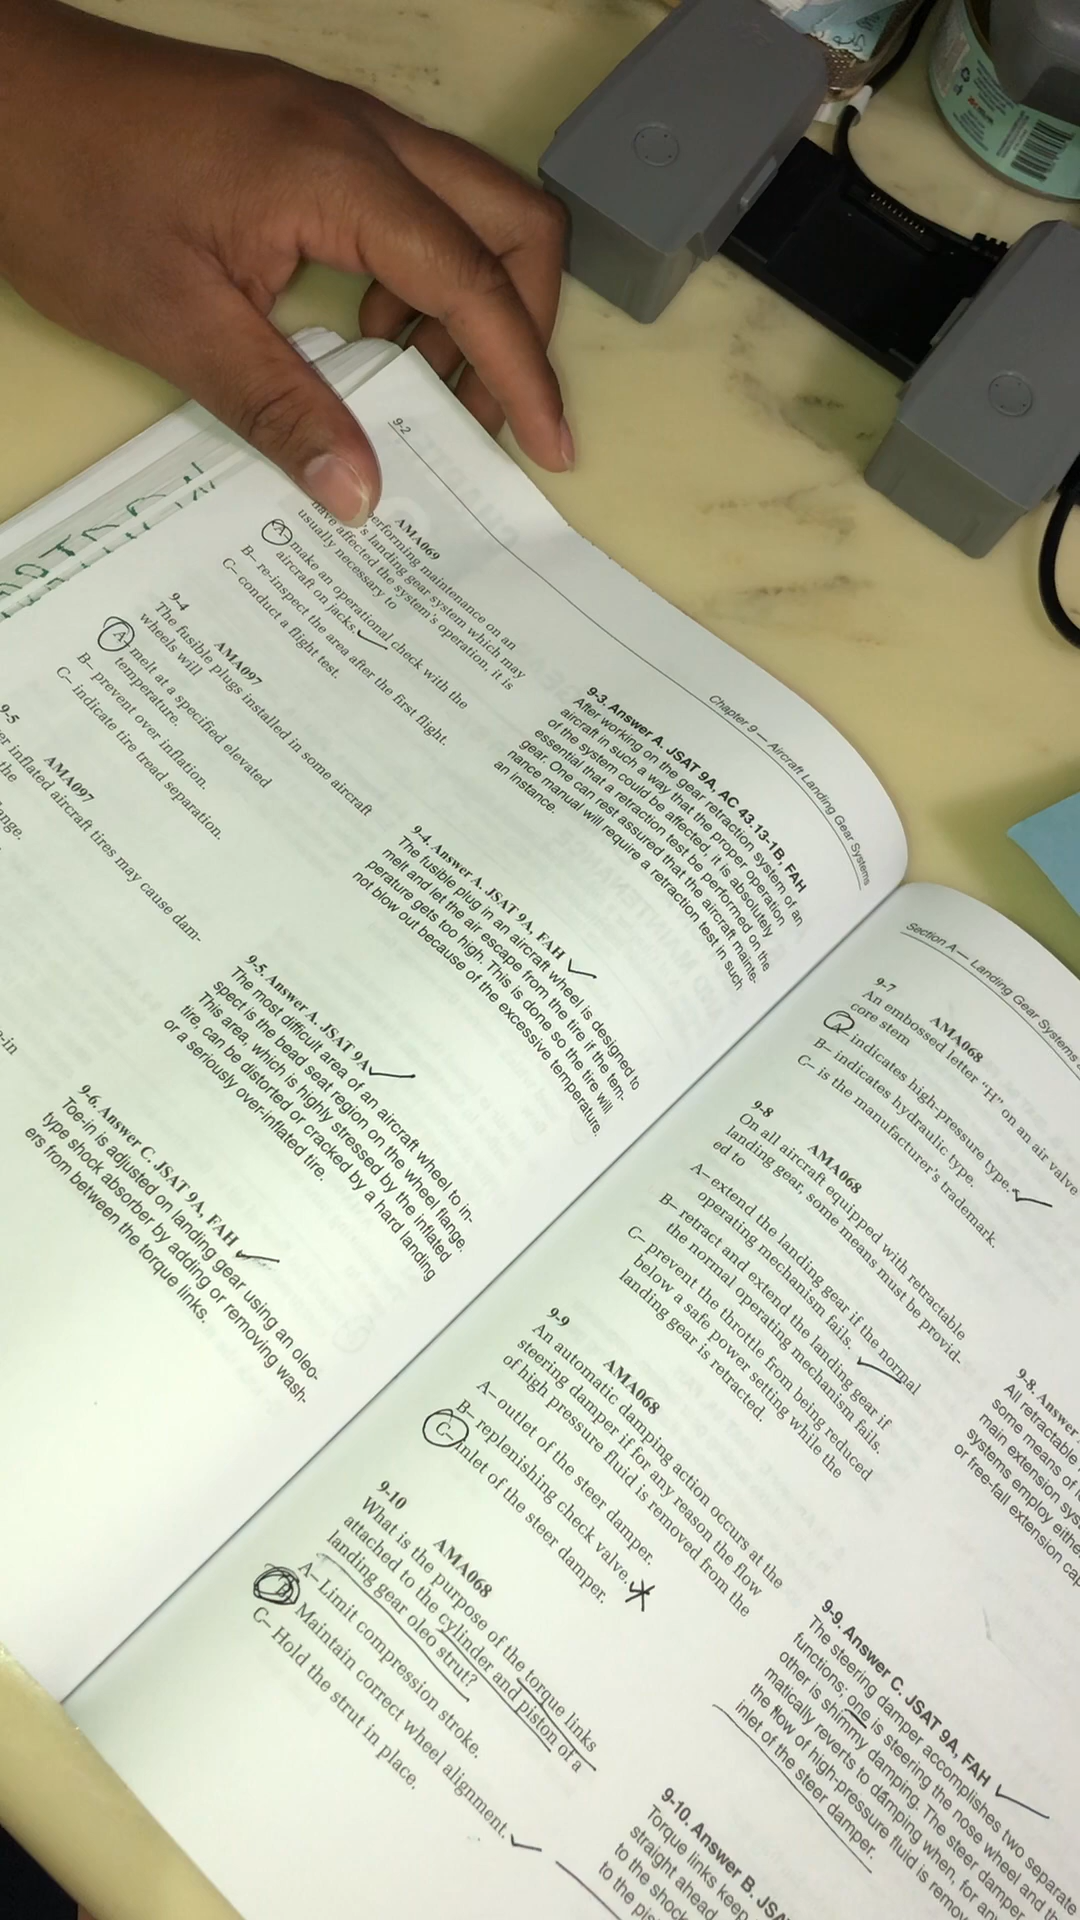 9-2
Chapter 9 — Aircraft Landing Gear Systems
AMA069
performing maintenance on an
's landing gear system which may
have affected the system's operation, it is
usually necessary to
A– make an operational check with the
aircraft on jacks.
B– re-inspect the area after the first flight.
C– conduct a flight test.
9-3. Answer A. JSAT 9A, AC 43.13-1B, FAH
After working on the gear retraction system of an
aircraft in such a way that the proper operation
of the system could be affected, it is absolutely
essential that a retraction test be performed on the
gear. One can rest assured that the aircraft mainte-
nance manual will require a retraction test in such
an instance.
9-4
AMA097
The fusible plugs installed in some aircraft
wheels will
A– melt at a specified elevated
temperature.
B– prevent over inflation.
C– indicate tire tread separation.
9-4. Answer A. JSAT 9A, FAH
The fusible plug in an aircraft wheel is designed to
melt and let the air escape from the tire if the tem-
perature gets too high. This is done so the tire will
not blow out because of the excessive temperature.
9-5
AMA097
er inflated aircraft tires may cause dam-
the
ange.
9-5. Answer A. JSAT 9A
The most difficult area of an aircraft wheel to in-
spect is the bead seat region on the wheel flange.
This area, which is highly stressed by the inflated
tire, can be distorted or cracked by a hard landing
or a seriously over-inflated tire.
e-in
9-6. Answer C. JSAT 9A, FAH
Toe-in is adjusted on landing gear using an oleo-
type shock absorber by adding or removing wash-
ers from between the torque links.
Section A — Landing Gear Systems
9-7
AMA068
An embossed letter "H" on an air valve
core stem
indicates high-pressure type.
B– indicates hydraulic type.
C– is the manufacturer's trademark.
9-8
AMA068
On all aircraft equipped with retractable
landing gear, some means must be provid-
ed to
A– extend the landing gear if the normal
operating mechanism fails.
B– retract and extend the landing gear if
the normal operating mechanism fails.
C– prevent the throttle from being reduced
below a safe power setting while the
landing gear is retracted.
9-8. Answer
All retractable
some means of
main extension sys
systems employ eithe
or free-fall extension cap
9-9
AMA068
An automatic damping action occurs at the
steering damper if for any reason the flow
of high pressure fluid is removed from the
A– outlet of the steer damper.
B– replenishing check valve.
C– inlet of the steer damper.
9-9. Answer C. JSAT 9A, FAH
The steering damper accomplishes two separate
functions; one is steering the nose wheel and th
other is shimmy damping. The steer damper
matically reverts to damping when, for an
the flow of high-pressure fluid is remov
inlet of the steer damper.
9-10
AMA068
What is the purpose of the torque links
attached to the cylinder and piston of a
landing gear oleo strut?
A– Limit compression stroke.
Maintain correct wheel alignment.
C– Hold the strut in place.
9-10. Answer B. JSA
Torque links keep
straight ahead
to the shock
to the pis